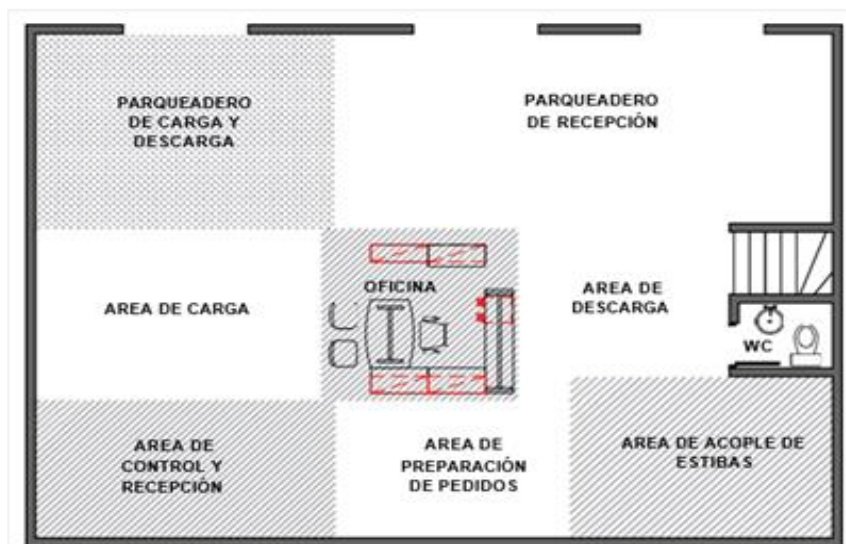 PARQUEADERO
DE CARGA Y
DESCARGA
PARQUEADERO
DE RECEPCIÓN
OFICINA
AREA DE CARGA
AREA DE
DESCARGA
WC
AREA DE
CONTROL Y
RECEPCIÓN
AREA DE
PREPARACIÓN
DE PEDIDOS
AREA DE ACOPLE DE
ESTIBAS